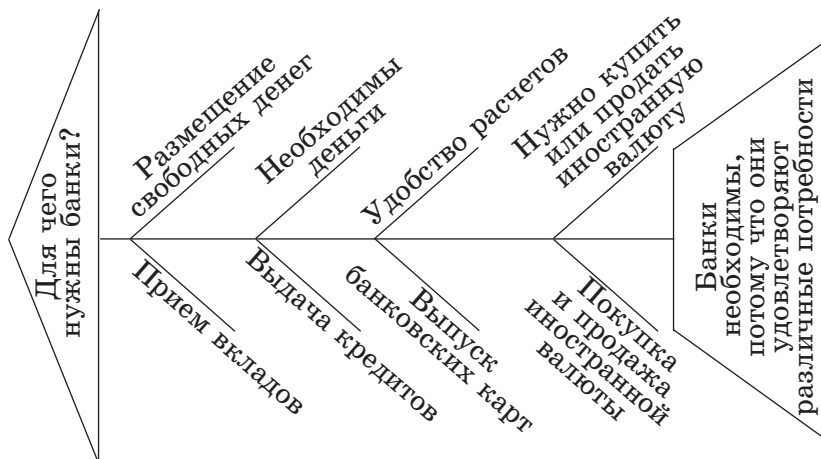 Для чего
нужны банки?
Размещение
свободных денег
Необходимы
деньги
Удобство расчетов
Нужно купить
или продать
иностранную
валюту
Прием вкладов
Выдача кредитов
Выпуск
банковских карт
Покупка
и продажа
иностранной
валюты
Банки
необходимы,
потому что они
удовлетворяют
различные потребности